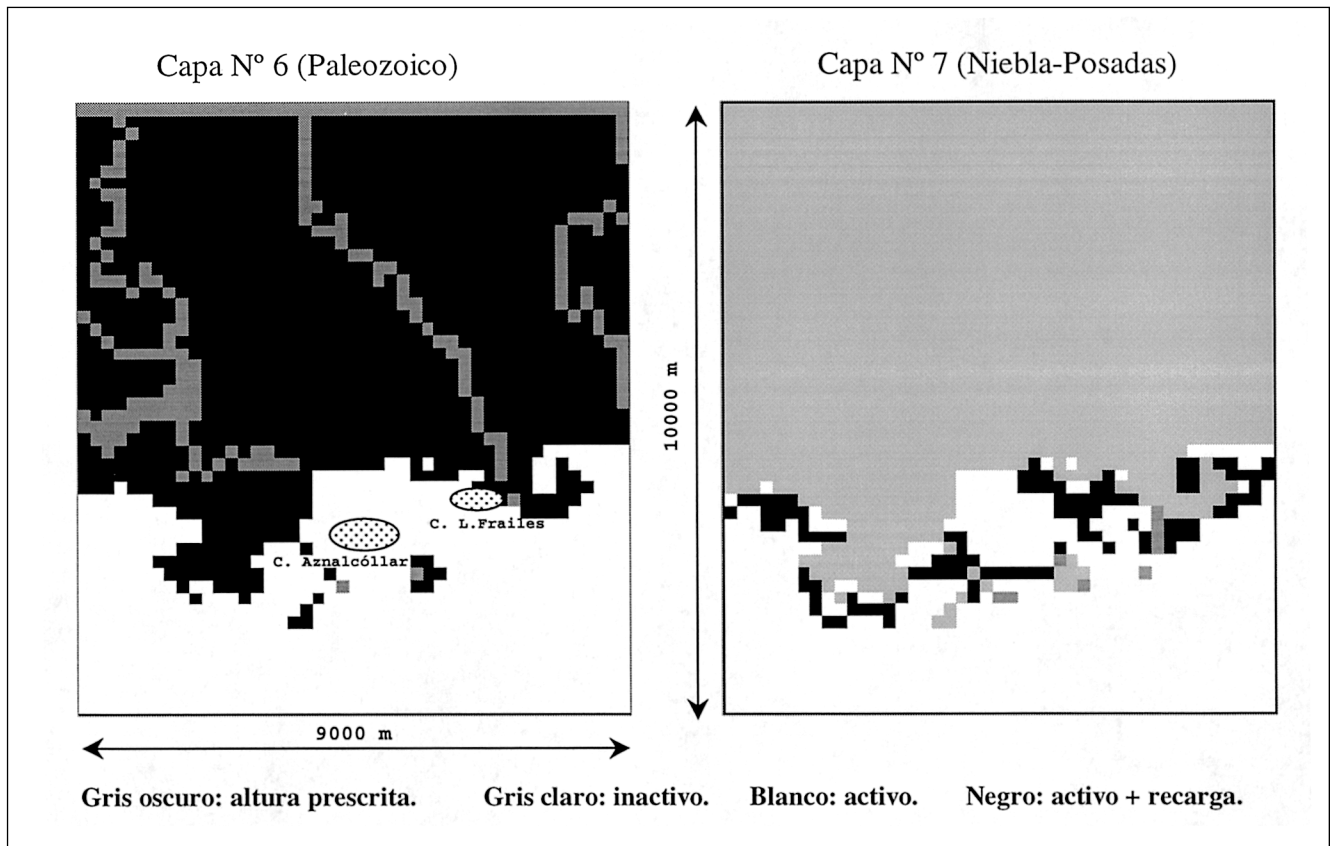 Capa Nº 6 (Paleozoico)
Capa Nº 7 (Niebla-Posadas)
C. L.Frailes
C. Aznalcóllar
9000 m
10000 m
Gris oscuro: altura prescrita. Gris claro: inactivo. Blanco: activo. Negro: activo + recarga.